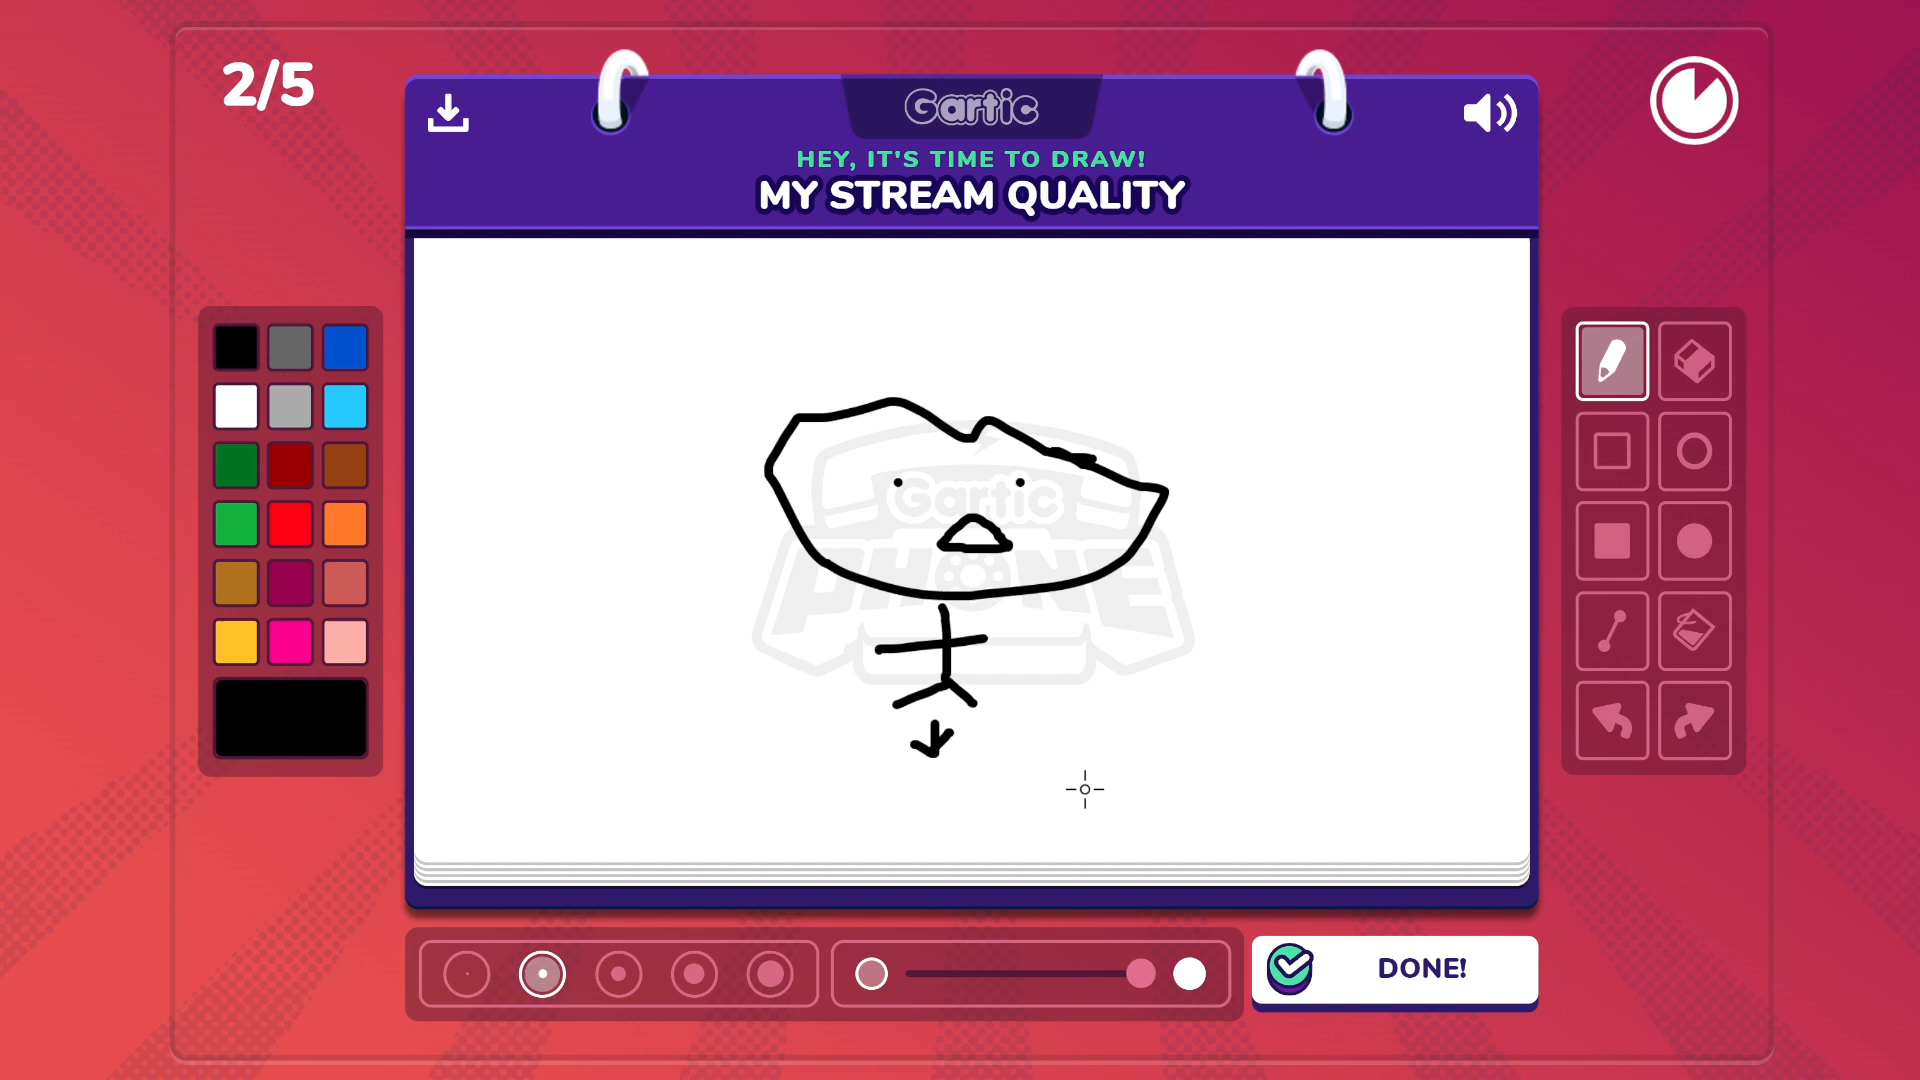 2/5
Gartic
HEY, IT'S TIME TO DRAW!
MY STREAM QUALITY
Gartic
PHONE
DONE!